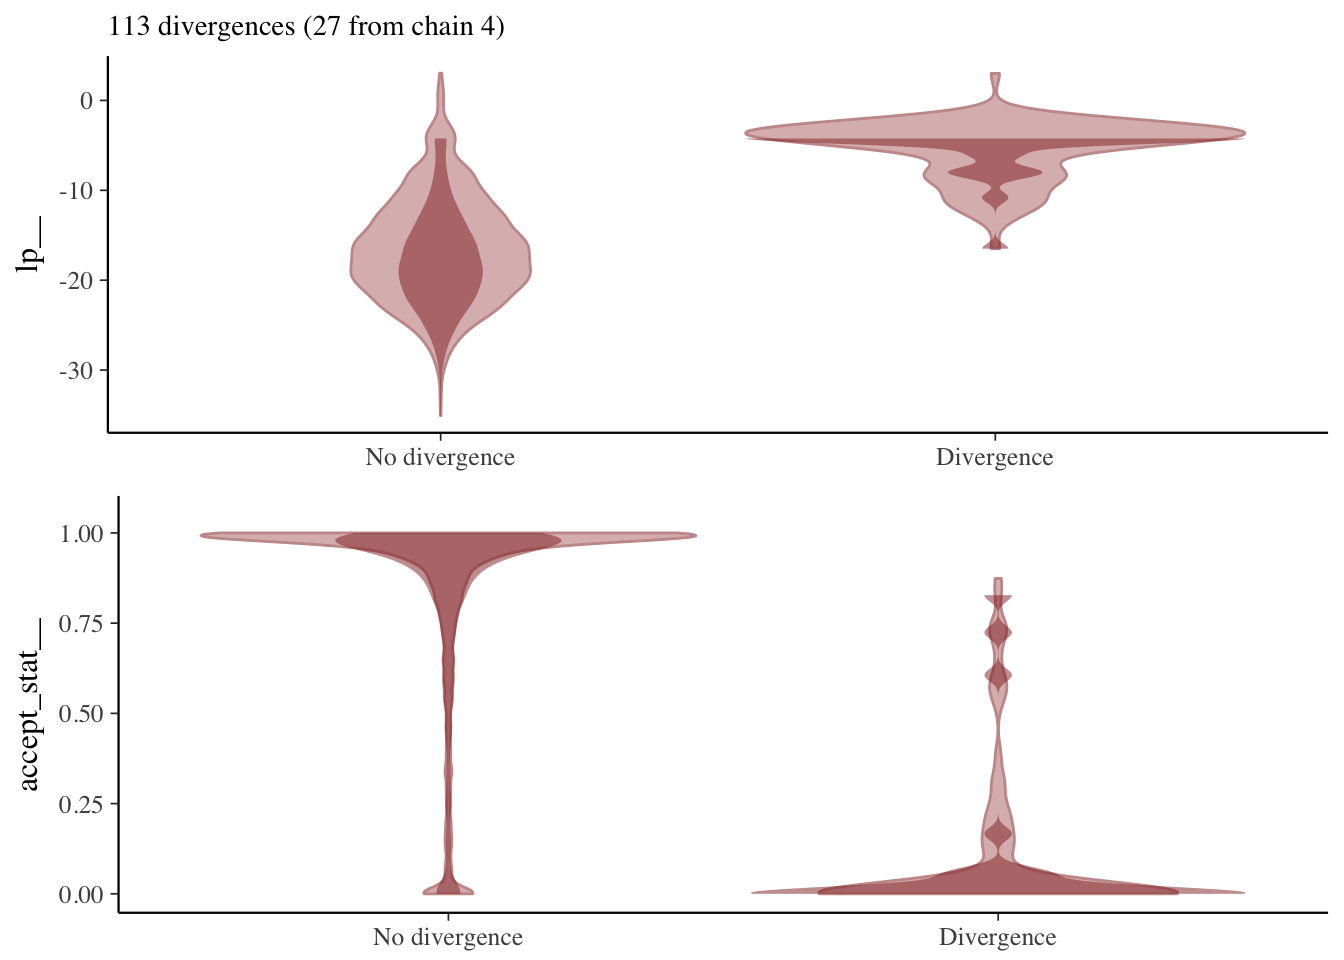 113 divergences (27 from chain 4)
lp__
0
-10
-20
-30
No divergence
Divergence
accept_stat__
1.00
0.75
0.50
0.25
0.00
No divergence
Divergence